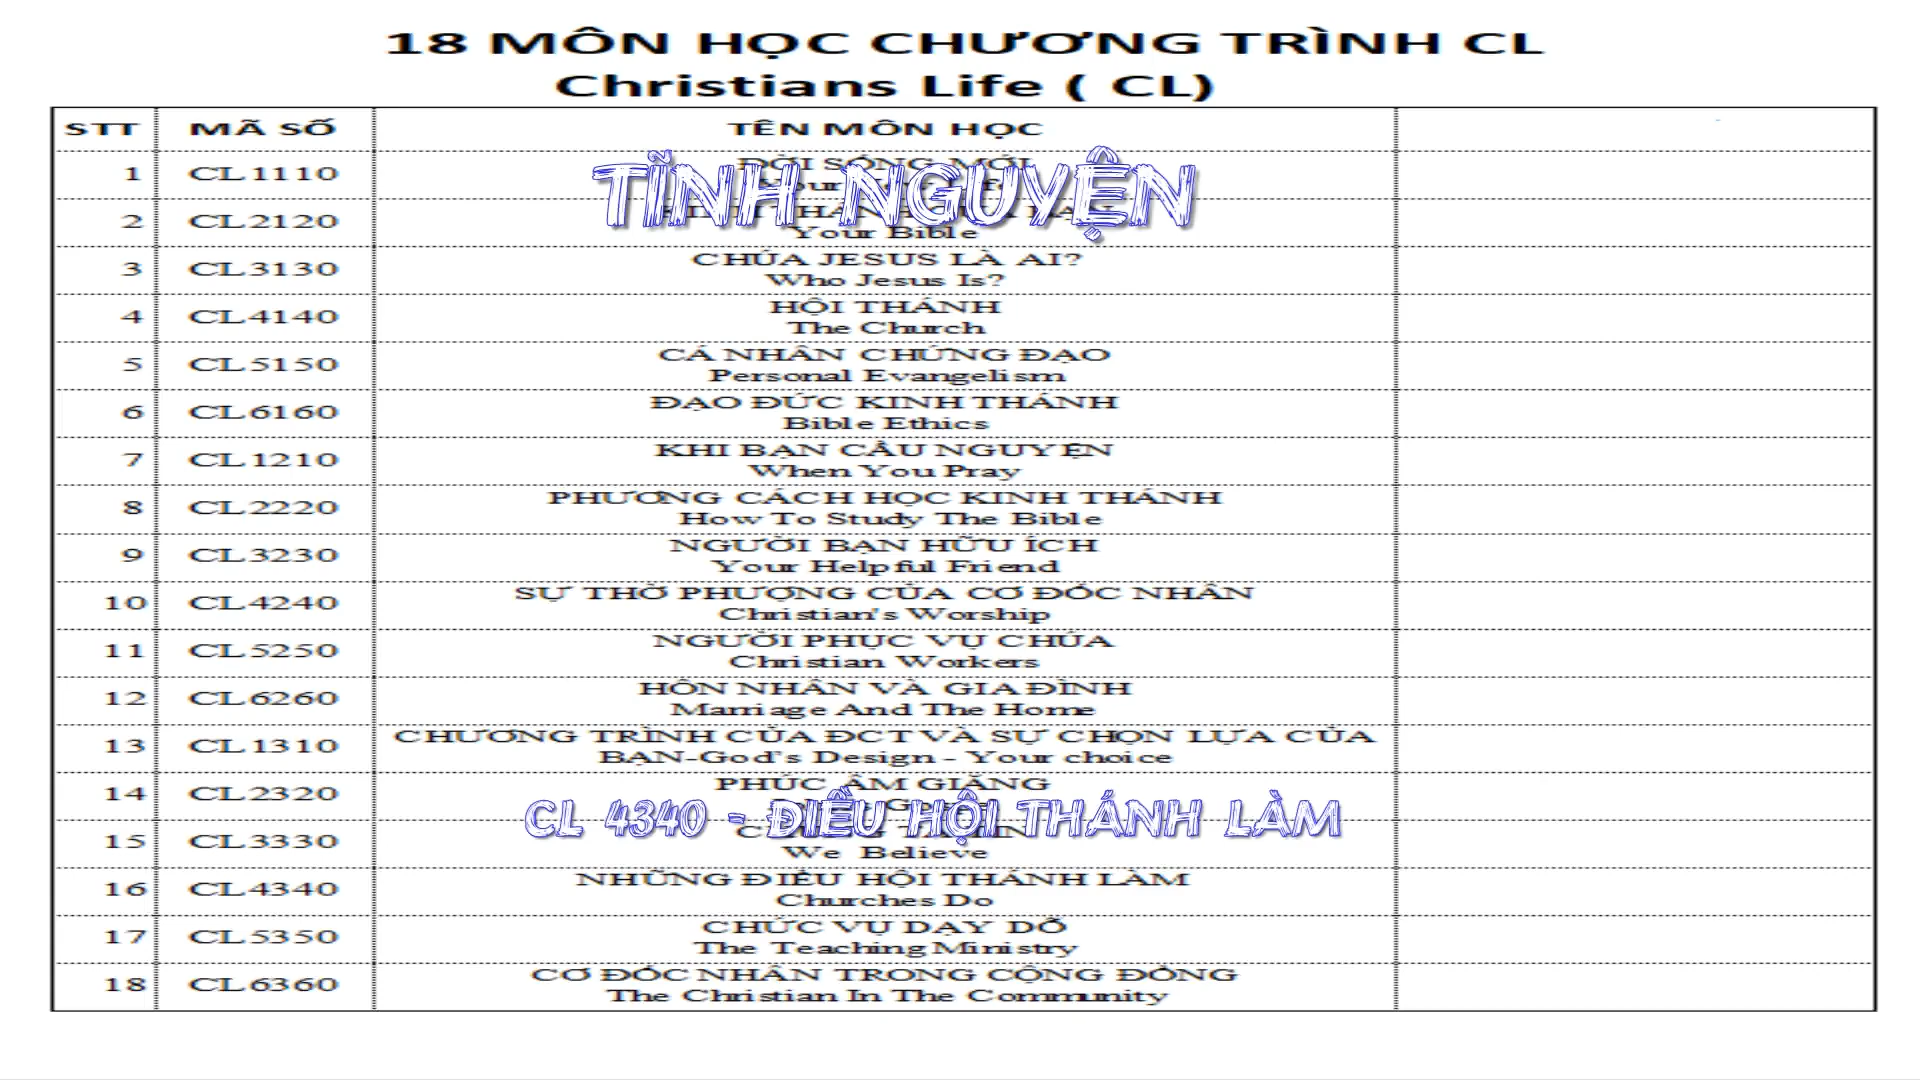 18 MÔN HỌC CHƯƠNG TRÌNH CL
Christians Life ( CL)
STT MÃ SỐ TÊN MÔN HỌC
1 CL1110 ĐỜI SỐNG MỚI
TĨNH NGUYỆN
2 CL2120
Your Bible
3 CL3130 CHÚA JESUS LÀ AI?
Who Jesus Is?
4 CL4140 HỘI THÁNH
The Church
5 CL5150 CÁ NHÂN CHỨNG ĐẠO
Personal Evangelism
6 CL6160 ĐẠO ĐỨC KINH THÁNH
Bible Ethics
7 CL1210 KHI BẠN CẦU NGUYỆN
When You Pray
8 CL2220 PHƯƠNG CÁCH HỌC KINH THÁNH
How To Study The Bible
9 CL3230 NGƯỜI BẠN HỮU ÍCH
Your Helpful Friend
10 CL4240 SỰ THỜ PHƯỢNG CỦA CƠ ĐỐC NHÂN
Christian's Worship
11 CL5250 NGƯỜI PHỤC VỤ CHÚA
Christian Workers
12 CL6260 HÔN NHÂN VÀ GIA ĐÌNH
Marriage And The Home
13 CL1310 CHƯƠNG TRÌNH CỦA ĐCT VÀ SỰ CHỌN LỰA CỦA
BẠN-God's Design - Your choice
14 CL2320 PHÚC ÂM GIĂNG
CL 4340 - ĐIỀU HỘI THÁNH LÀM
15 CL3330
We Believe
16 CL4340 NHỮNG ĐIỀU HỘI THÁNH LÀM
Churches Do
17 CL5350 CHỨC VỤ DẠY DỖ
The Teaching Ministry
18 CL6360 CƠ ĐỐC NHÂN TRONG CỘNG ĐỒNG
The Christian In The Community